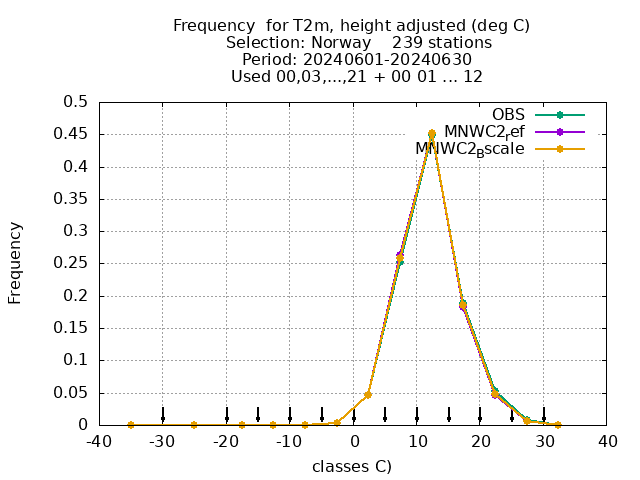 Frequency  for T2m, height adjusted (deg C)
Selection: Norway    239 stations
Period: 20240601-20240630
Used 00,03,...,21 + 00 01 ... 12
0.5
0.45
0.4
0.35
0.3
0.25
0.2
0.15
0.1
0.05
0
Frequency
OBS
MNWC2ref
MNWC2Bscale
-40 -30 -20 -10 0 10 20 30 40
classes C)